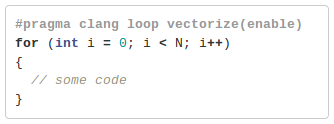 #pragma clang loop vectorize(enable)
for (int i = 0; i < N; i++)
{
  // some code
}